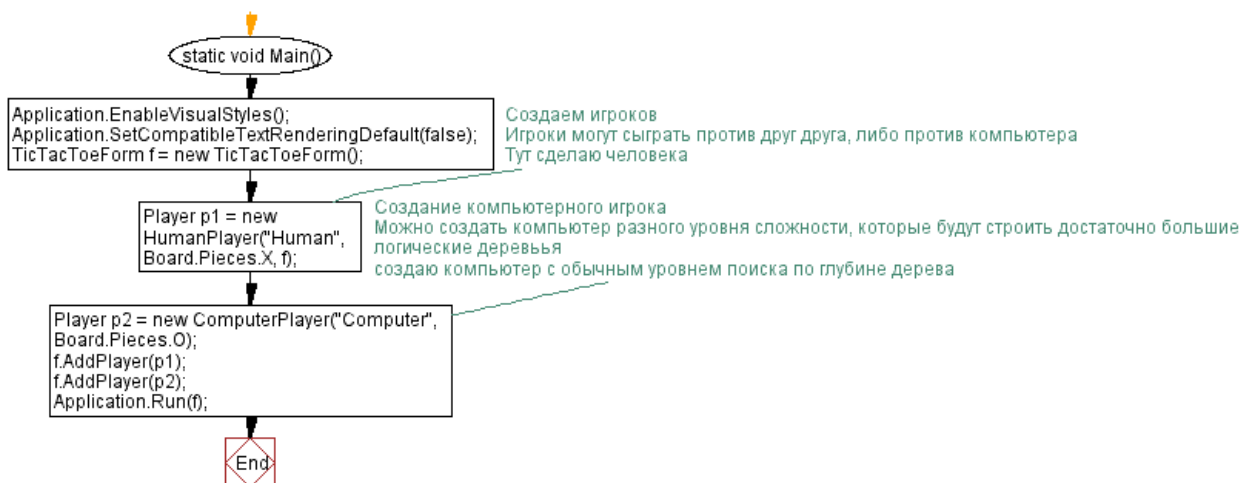 static void Main()
Application.EnableVisualStyles();
Application.SetCompatibleTextRenderingDefault(false);
TicTacToeForm f = new TicTacToeForm();
Создаем игроков
Игроки могут сыграть против друг друга, либо против компьютера
Тут сделаю человека
Player p1 = new
HumanPlayer("Human",
Board.Pieces.X, f);
Создание компьютерного игрока
Можно создать компьютер разного уровня сложности, которые будут строить достаточно большие
логические деревьья
создаю компьютер с обычным уровнем поиска по глубине дерева
Player p2 = new ComputerPlayer("Computer",
Board.Pieces.O);
f.AddPlayer(p1);
f.AddPlayer(p2);
Application.Run(f);
End